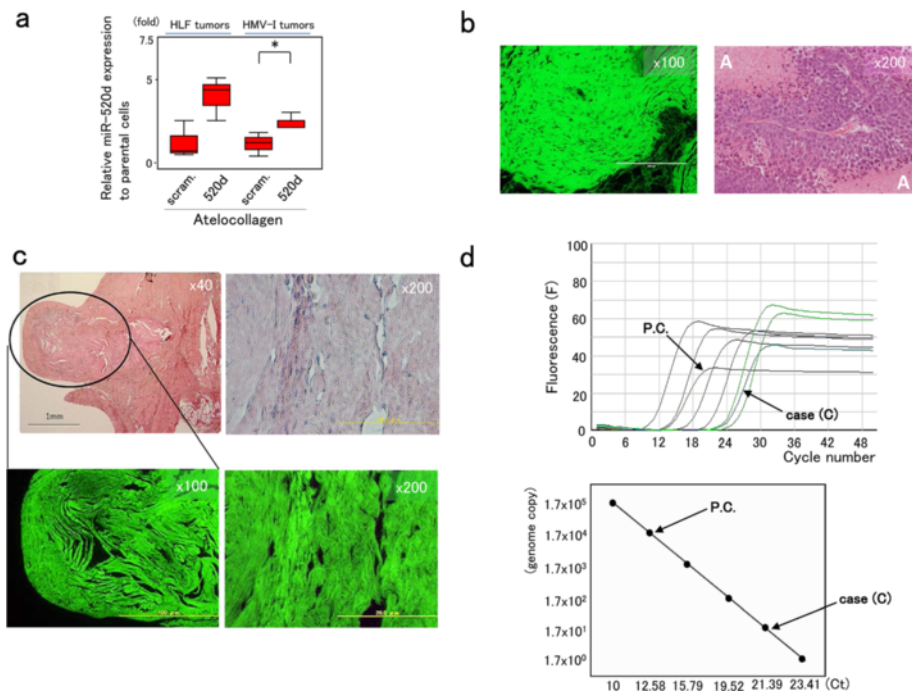 a
(fold)
HLF tumors
HMV-I tumors
7.5
5
0
*
Relative miR-520d expression
to parental cells
scram.
520d
scram.
520d
Atelocollagen
b
x100
A
x200
A
c
x40
1mm
x200
x100
x200
d
100
80
60
40
20
0
Fluorescence (F)
P.C.
case (C)
1 6 12 18 24 30 36 42 48
Cycle number
(genome copy)
1.7x10⁵
1.7x10⁴
1.7x10³
1.7x10²
1.7x10¹
1.7x10⁰
P.C.
case (C)
10 12.58 15.79 19.52 21.39 23.41 (Ct)